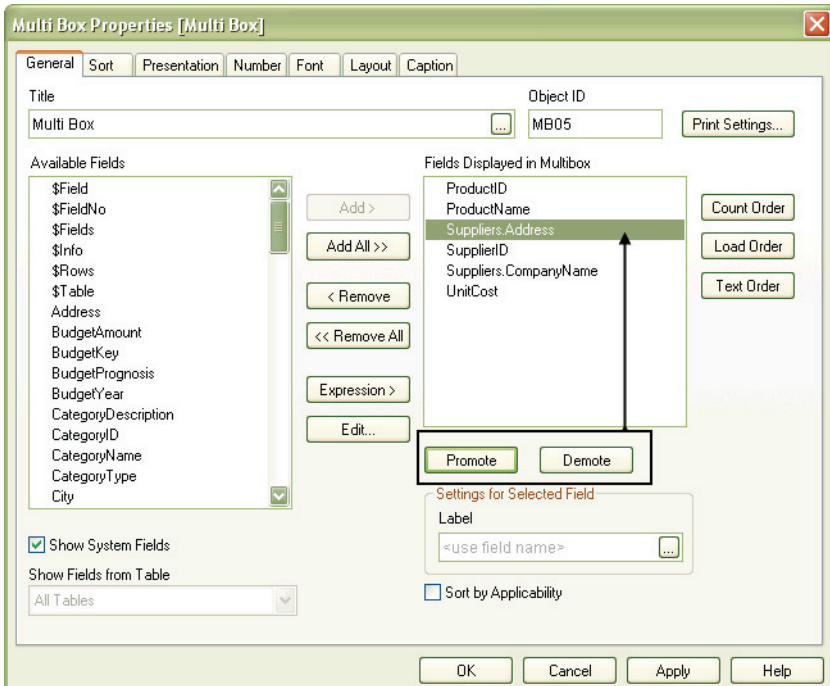 Multi Box Properties [Multi Box]
General Sort Presentation Number Font Layout Caption
Title
Object ID
Multi Box
...
MB05
Print Settings...
Available Fields
$Field
$FieldNo
$Fields
$Info
$Rows
$Table
Address
BudgetAmount
BudgetKey
BudgetPrognosis
BudgetYear
CategoryDescription
CategoryID
CategoryName
CategoryType
City
Add >
Add All >>
< Remove
<< Remove All
Expression >
Edit...
Fields Displayed in Multibox
ProductID
ProductName
Suppliers.Address
SupplierID
Suppliers.CompanyName
UnitCost
Count Order
Load Order
Text Order
Promote
Demote
Settings for Selected Field
Label
<use field name>
...
Show System Fields
Show Fields from Table
All Tables
Sort by Applicability
OK
Cancel
Apply
Help